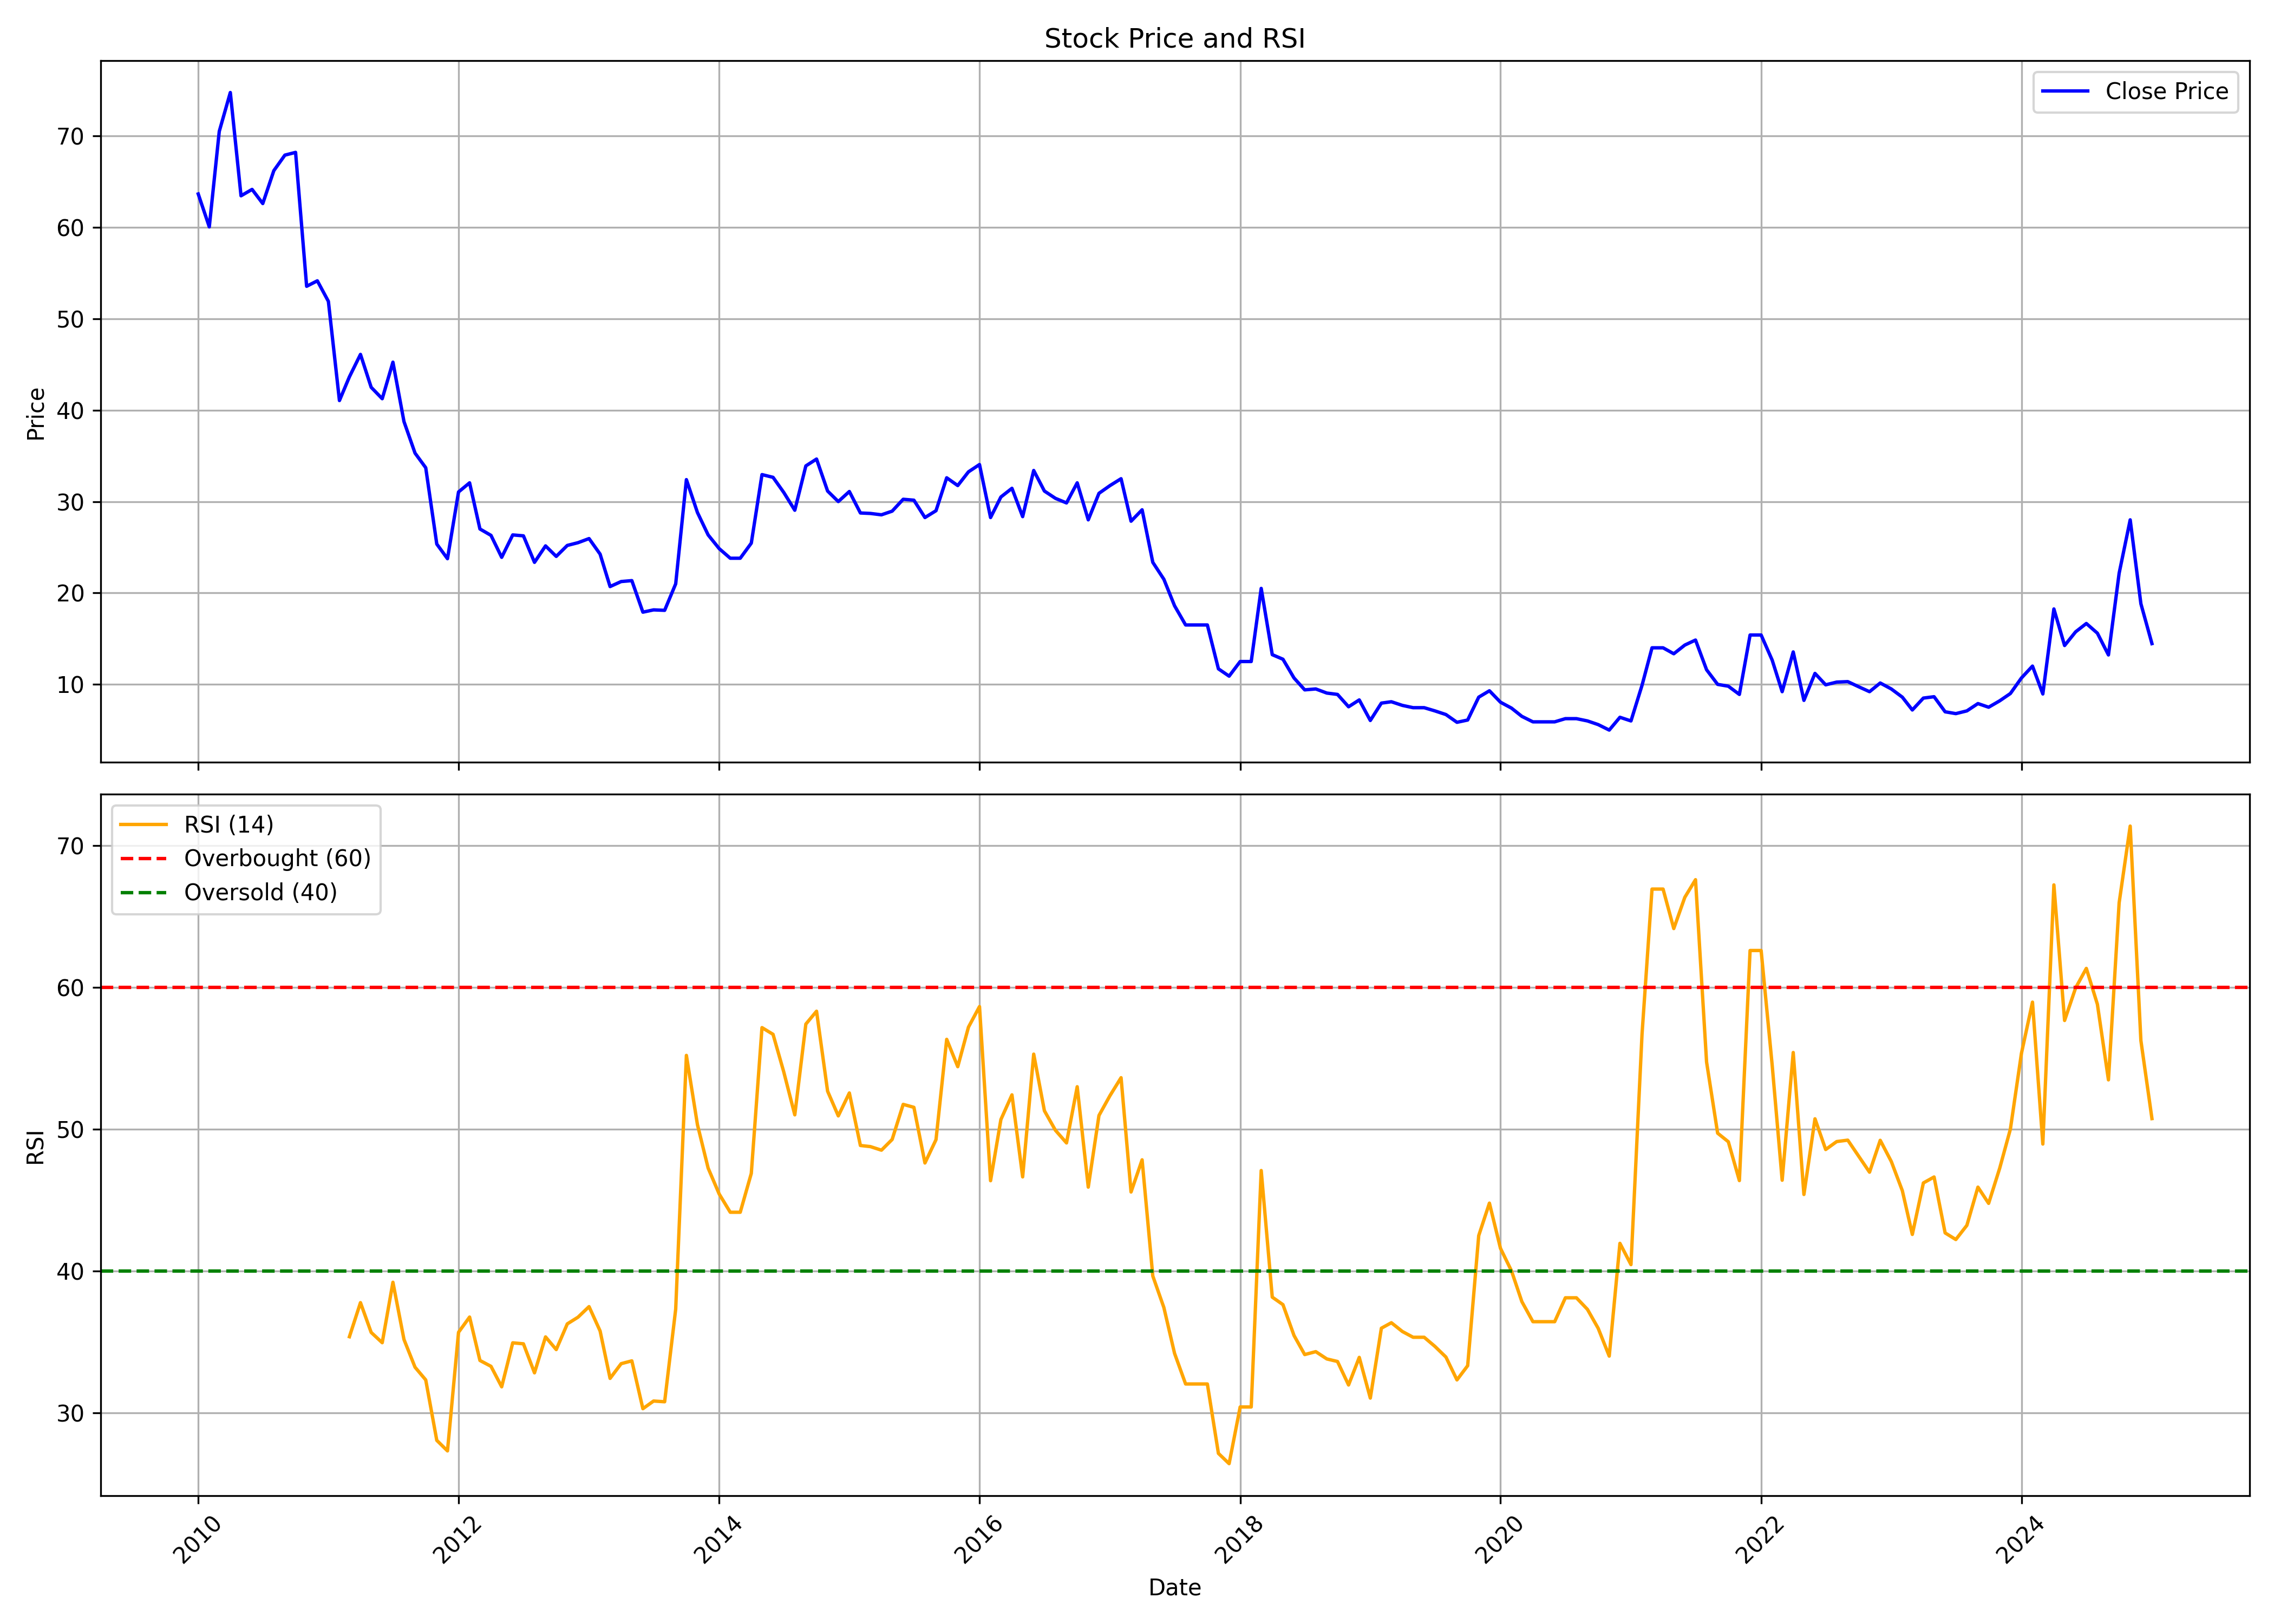 Stock Price and RSI
Close Price
70
60
50
40
30
20
10
Price
RSI (14)
Overbought (60)
Oversold (40)
70
60
50
40
30
RSI
2010
2012
2014
2016
2018
2020
2022
2024
Date